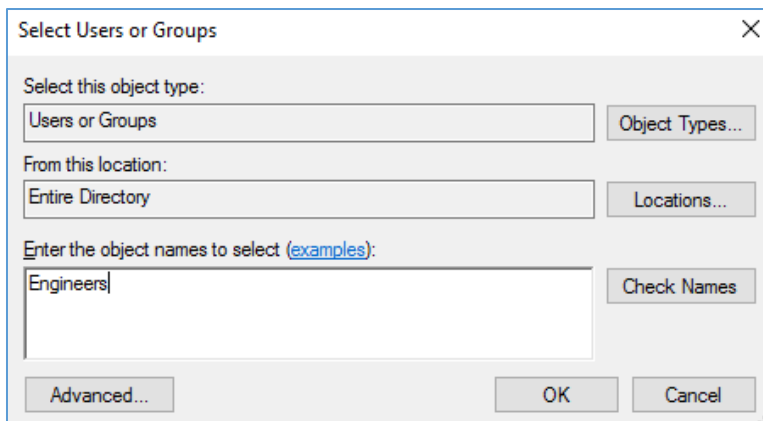 Select Users or Groups
Select this object type:
Users or Groups
Object Types...
From this location:
Entire Directory
Locations...
Enter the object names to select (examples):
Engineers
Check Names
Advanced...
OK
Cancel